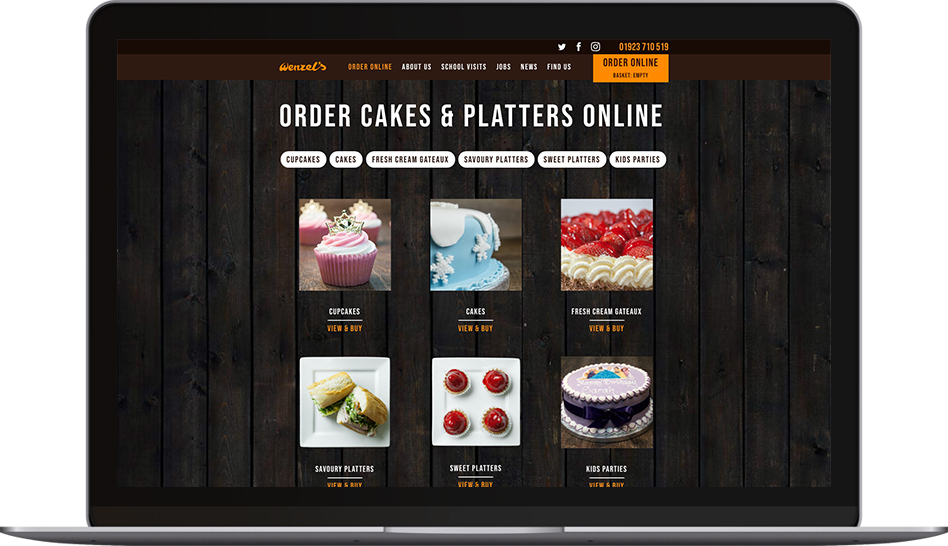 01923 710 519
Wenzel's
ORDER ONLINE ABOUT US SCHOOL VISITS JOBS NEWS FIND US
ORDER ONLINE
BASKET: EMPTY
ORDER CAKES & PLATTERS ONLINE
CUPCAKES CAKES FRESH CREAM GATEAUX SAVOURY PLATTERS SWEET PLATTERS KIDS PARTIES
CUPCAKES CAKES FRESH CREAM GATEAUX
VIEW & BUY VIEW & BUY VIEW & BUY
Sarah
SAVOURY PLATTERS SWEET PLATTERS KIDS PARTIES
VIEW & BUY VIEW & BUY VIEW & BUY